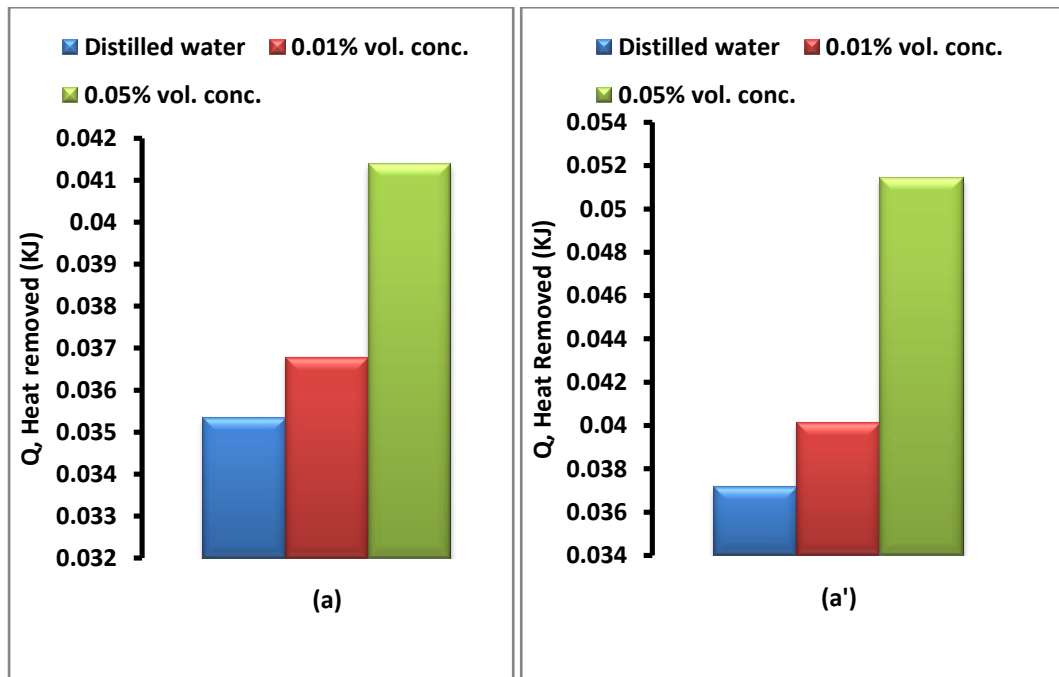 Distilled water 0.01% vol. conc.
0.05% vol. conc.
0.042
0.041
0.04
0.039
0.038
0.037
0.036
0.035
0.034
0.033
0.032
Q, Heat removed (KJ)
(a)
Distilled water 0.01% vol. conc.
0.05% vol. conc.
0.054
0.052
0.05
0.048
0.046
0.044
0.042
0.04
0.038
0.036
0.034
Q, Heat Removed (KJ)
(a')